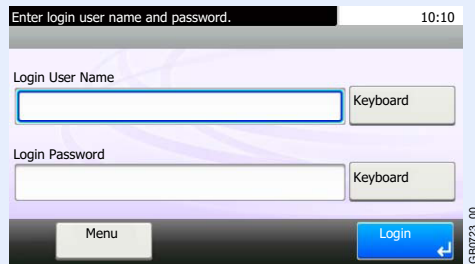 Enter login user name and password. 10:10
Login User Name
Keyboard
Login Password
Keyboard
Menu Login
GB0723_00